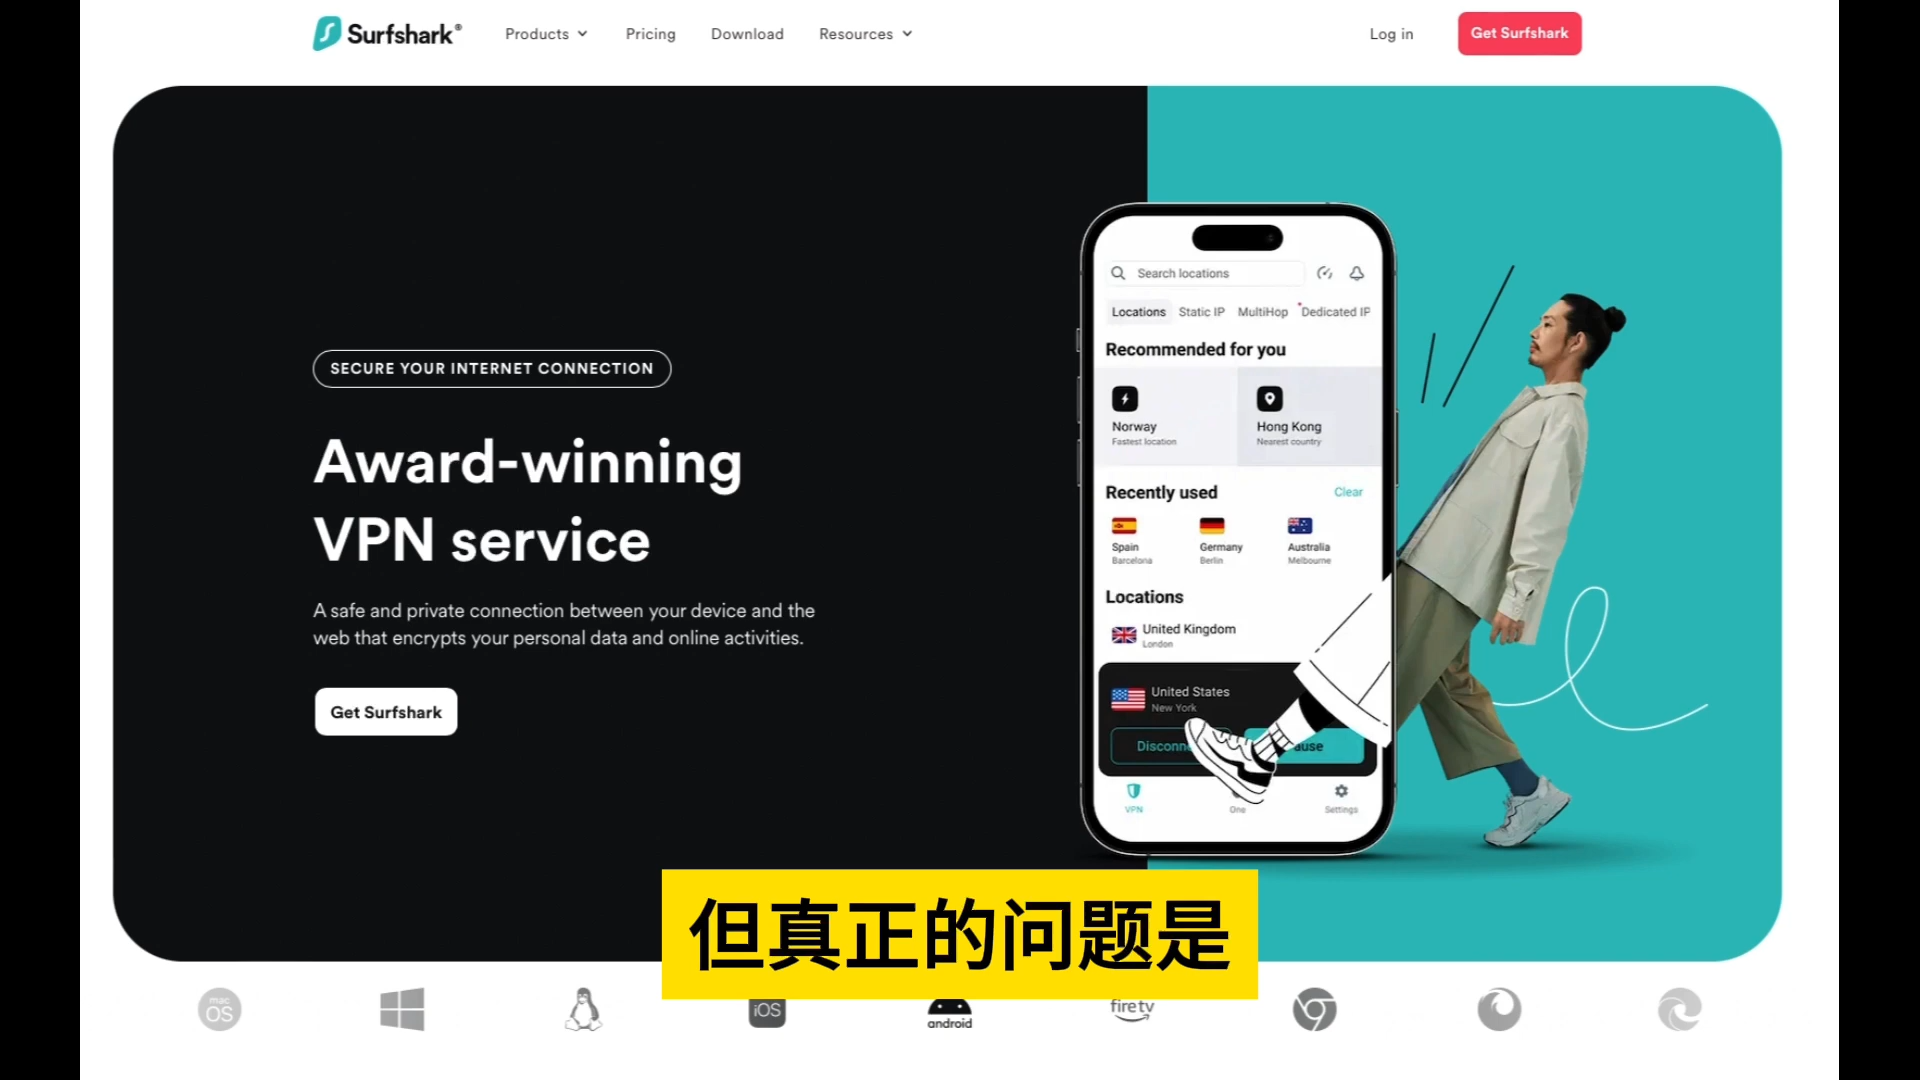 Surfshark®
Products
Pricing
Download
Resources
Log in
Get Surfshark
SECURE YOUR INTERNET CONNECTION
Award-winning
VPN service
A safe and private connection between your device and the
web that encrypts your personal data and online activities.
Get Surfshark
Search locations
Locations
Static IP
MultiHop
Dedicated IP
Recommended for you
Norway
Fastest location
Hong Kong
Nearest country
Recently used
Clear
Spain
Barcelona
Germany
Berlin
Australia
Melbourne
Locations
United Kingdom
London
United States
New York
VPN
One
Settings
但真正的问题是
mac
OS
iOS
android
fire tv